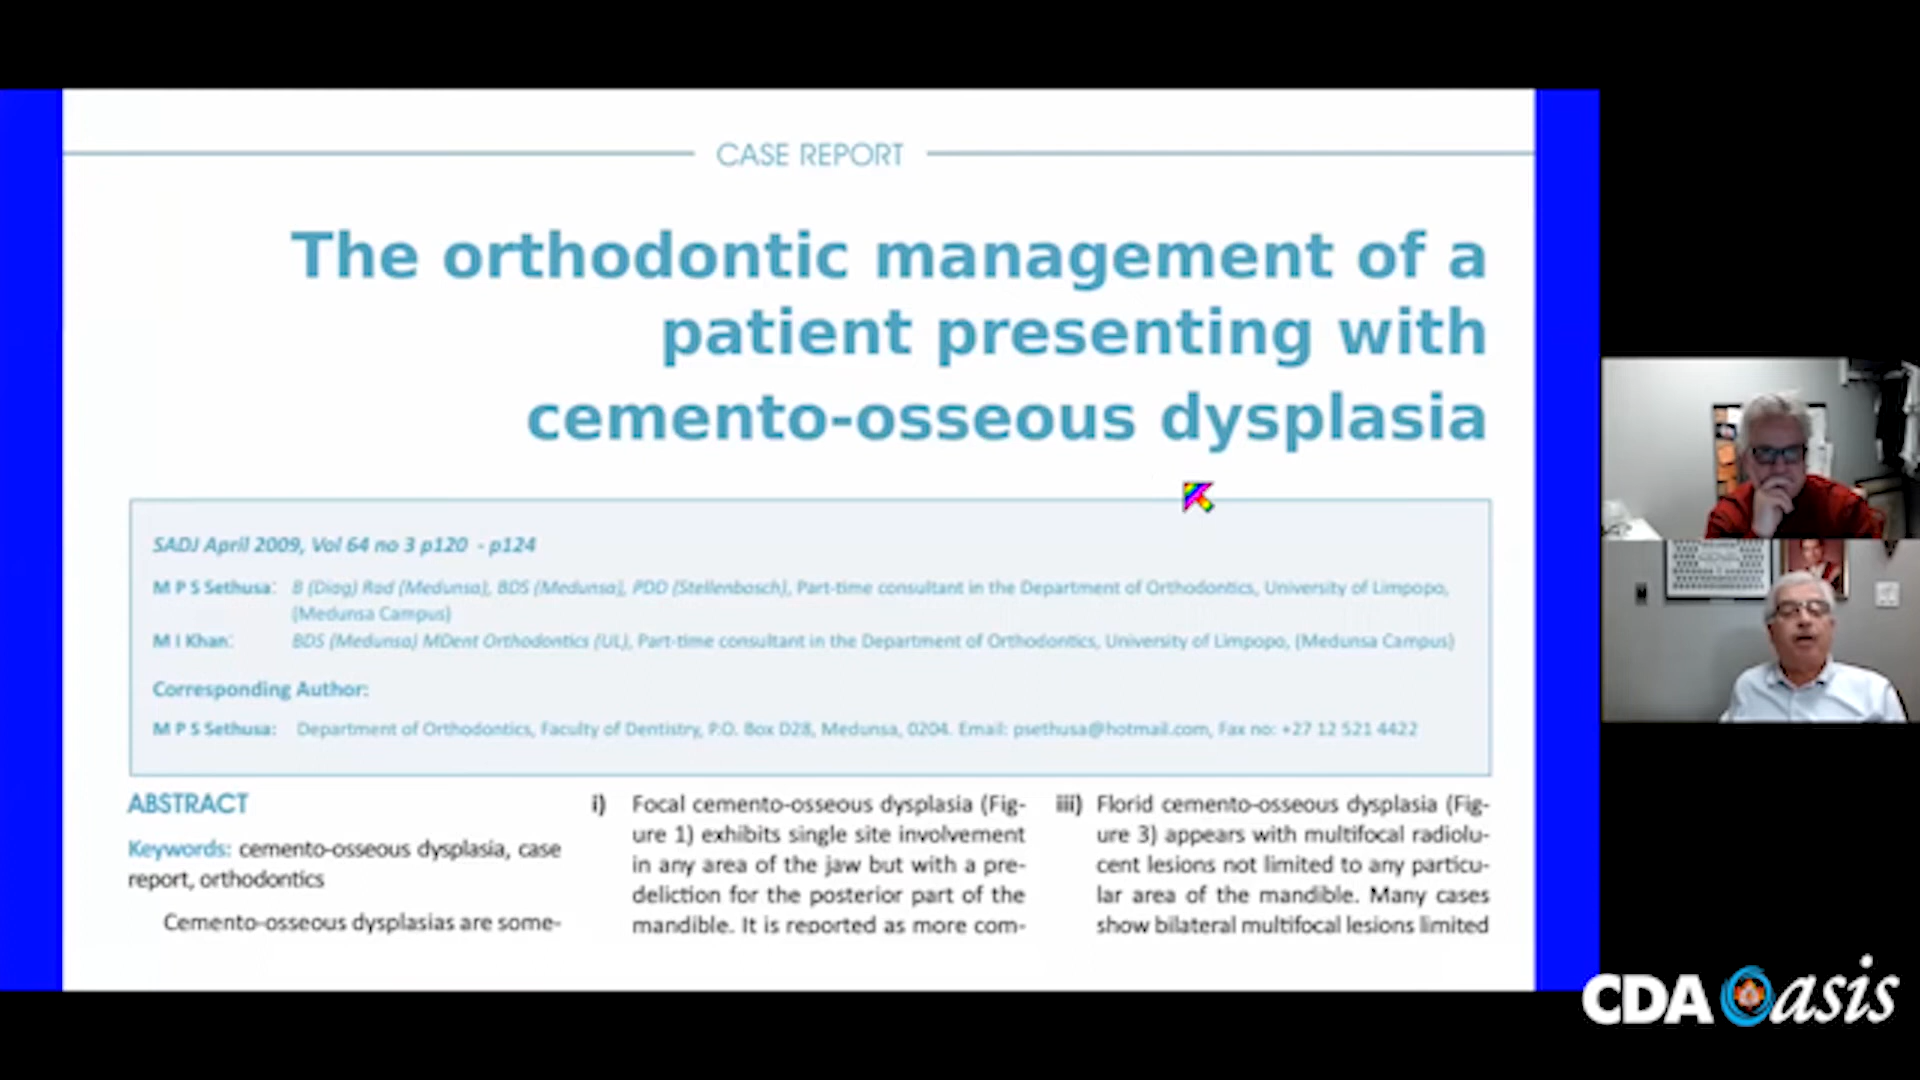 CASE REPORT
The orthodontic management of a
patient presenting with
cemento-osseous dysplasia
SADJ April 2009, Vol 64 no 3 p120 - p124
M P S Sethusa: B (Diag) Rad (Medunsa), BDS (Medunsa), PDD (Stellenbosch), Part-time consultant in the Department of Orthodontics, University of Limpopo,
(Medunsa Campus)
M I Khan: BDS (Medunsa) MDent Orthodontics (UL), Part-time consultant in the Department of Orthodontics, University of Limpopo, (Medunsa Campus)
Corresponding Author:
M P S Sethusa: Department of Orthodontics, Faculty of Dentistry, P.O. Box D28, Medunsa, 0204. Email: psethusa@hotmail.com, Fax no: +27 12 521 4422
ABSTRACT
Keywords: cemento-osseous dysplasia, case
report, orthodontics
Cemento-osseous dysplasias are some-
i) Focal cemento-osseous dysplasia (Fig-
ure 1) exhibits single site involvement
in any area of the jaw but with a pre-
deliction for the posterior part of the
mandible. It is reported as more com-
iii) Florid cemento-osseous dysplasia (Fig-
ure 3) appears with multifocal radiolu-
cent lesions not limited to any particu-
lar area of the mandible. Many cases
show bilateral multifocal lesions limited
CDA Oasis